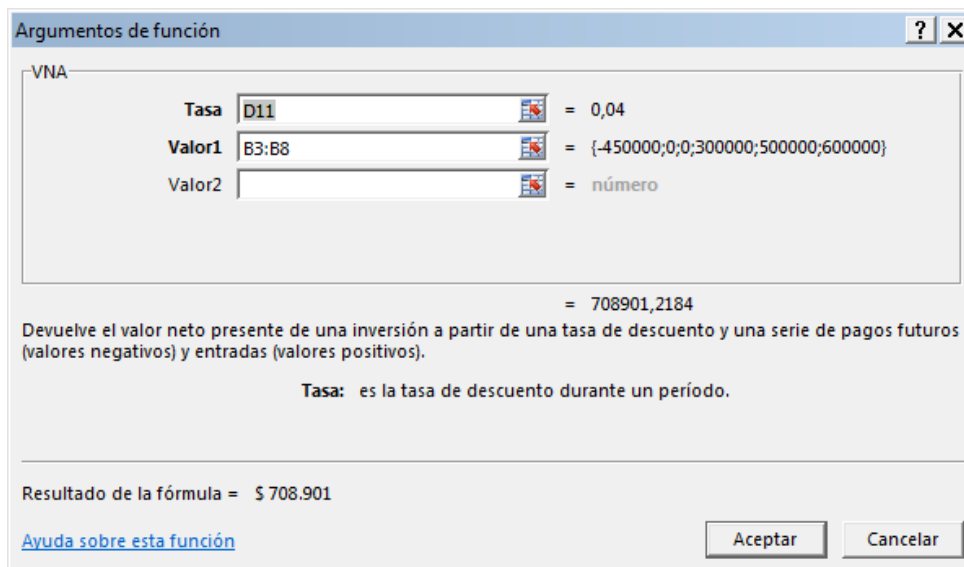 Argumentos de función
? X
VNA
Tasa D11 = 0,04
Valor1 B3:B8 = {-450000;0;0;300000;500000;600000}
Valor2 = número
= 708901,2184
Devuelve el valor neto presente de una inversión a partir de una tasa de descuento y una serie de pagos futuros
(valores negativos) y entradas (valores positivos).
Tasa: es la tasa de descuento durante un período.
Resultado de la fórmula = $ 708.901
Ayuda sobre esta función
Aceptar Cancelar